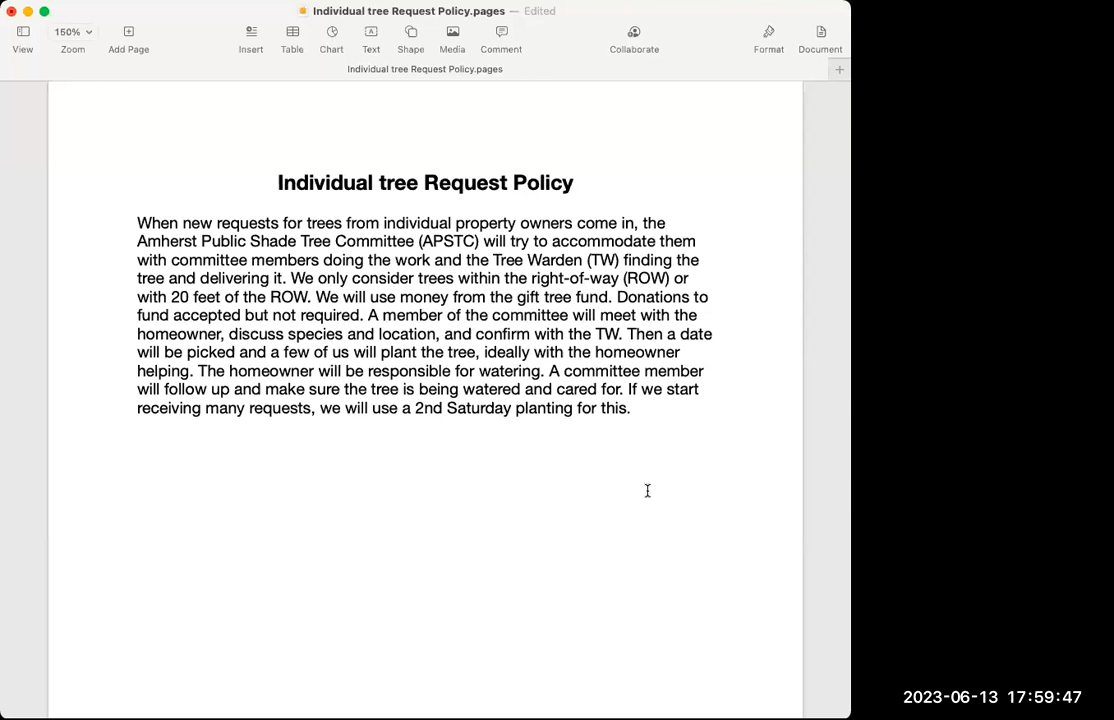 Individual tree Request Policy.pages — Edited
150%
View Zoom Add Page Insert Table Chart Text Shape Media Comment Collaborate Format Document
Individual tree Request Policy.pages
Individual tree Request Policy
When new requests for trees from individual property owners come in, the
Amherst Public Shade Tree Committee (APSTC) will try to accommodate them
with committee members doing the work and the Tree Warden (TW) finding the
tree and delivering it. We only consider trees within the right-of-way (ROW) or
with 20 feet of the ROW. We will use money from the gift tree fund. Donations to
fund accepted but not required. A member of the committee will meet with the
homeowner, discuss species and location, and confirm with the TW. Then a date
will be picked and a few of us will plant the tree, ideally with the homeowner
helping. The homeowner will be responsible for watering. A committee member
will follow up and make sure the tree is being watered and cared for. If we start
receiving many requests, we will use a 2nd Saturday planting for this.
2023-06-13 17:59:47